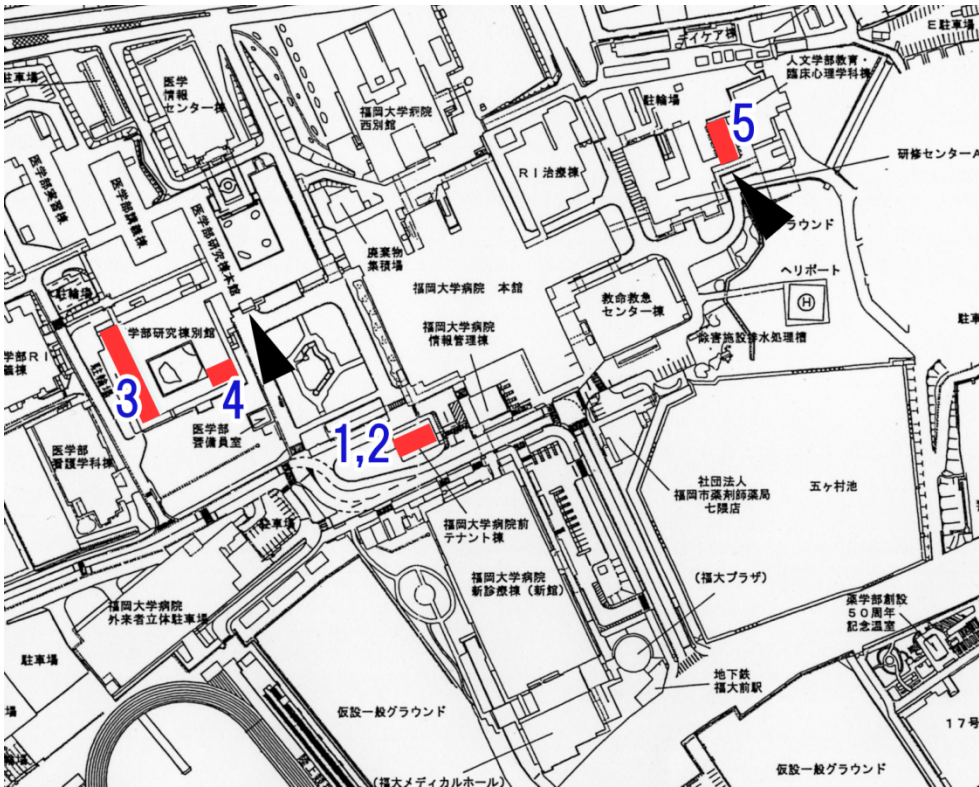 デイケア棟
E駐車場
駐車場
医学
情報
センター棟
福岡大学病院
西別館
駐輪場
人文学部教育・
臨床心理学科棟
5
研修センターA
RI治療棟
医学部実習棟
医学部講義棟
医学部研究棟本館
ラウンド
廃棄物
集積場
ヘリポート
H
福岡大学病院 本館
救命救急
センター棟
駐輪場
学部研究棟別館
福岡大学病院
情報管理棟
除害施設排水処理槽
駐車
学部RI
駐輪場
3
4
医学部
警備員室
1,2
医学部
看護学科棟
社団法人
福岡市薬剤師薬局
七隈店
五ヶ村池
駐車場
福岡大学病院前
テナント棟
福岡大学病院
新診療棟(新館)
(福大プラザ)
福岡大学病院
外来者立体駐車場
薬学部創設
50周年
記念温室
駐車場
地下鉄
福大前駅
場
仮設一般グラウンド
17号
(福大メディカルホール)
仮設一般グラウンド